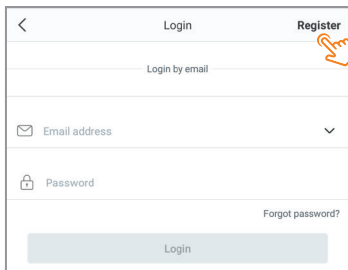 Login Register
Login by email
Email address
Password
Forgot password?
Login